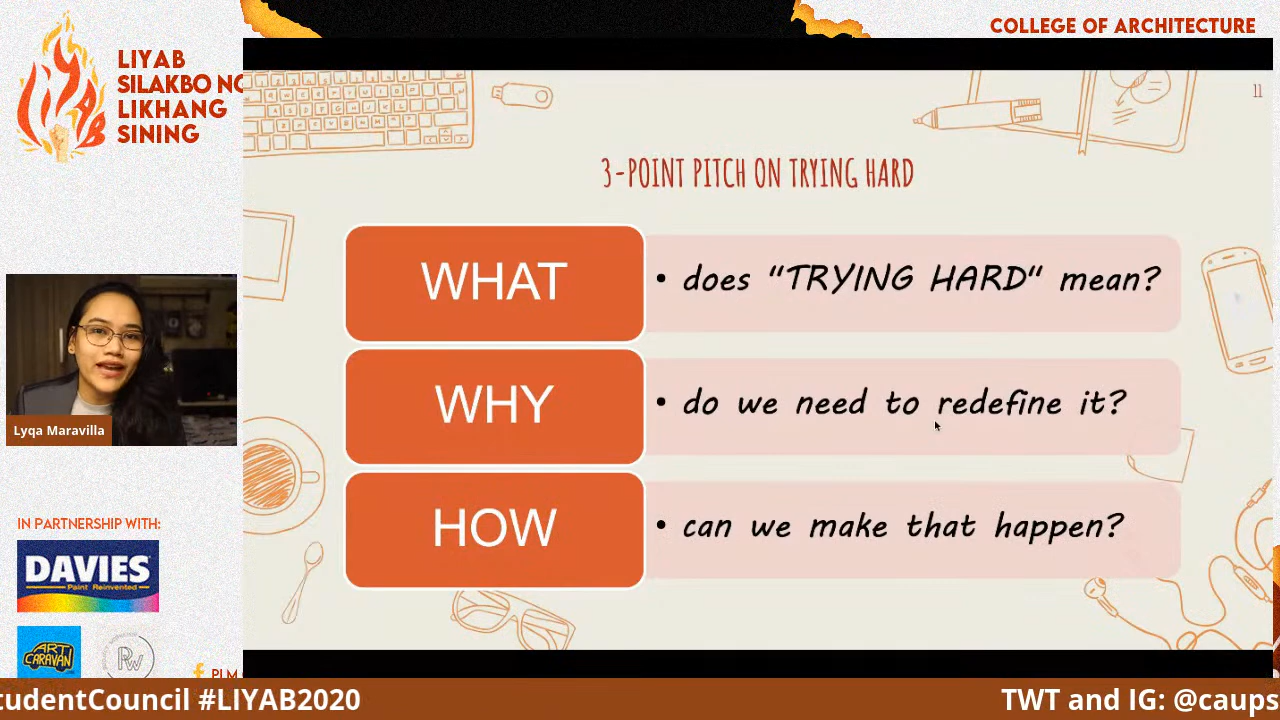 COLLEGE OF ARCHITECTURE
LIYAB
SILAKBO NG
LIKHANG
SINING
11
3-POINT PITCH ON TRYING HARD
WHAT
• does "TRYING HARD" mean?
WHY
• do we need to redefine it?
HOW
• can we make that happen?
Lyqa Maravilla
IN PARTNERSHIP WITH:
DAVIES
Paint Reinvented
ART
CARAVAN
PW
PLM
tudentCouncil #LIYAB2020
TWT and IG: @caups